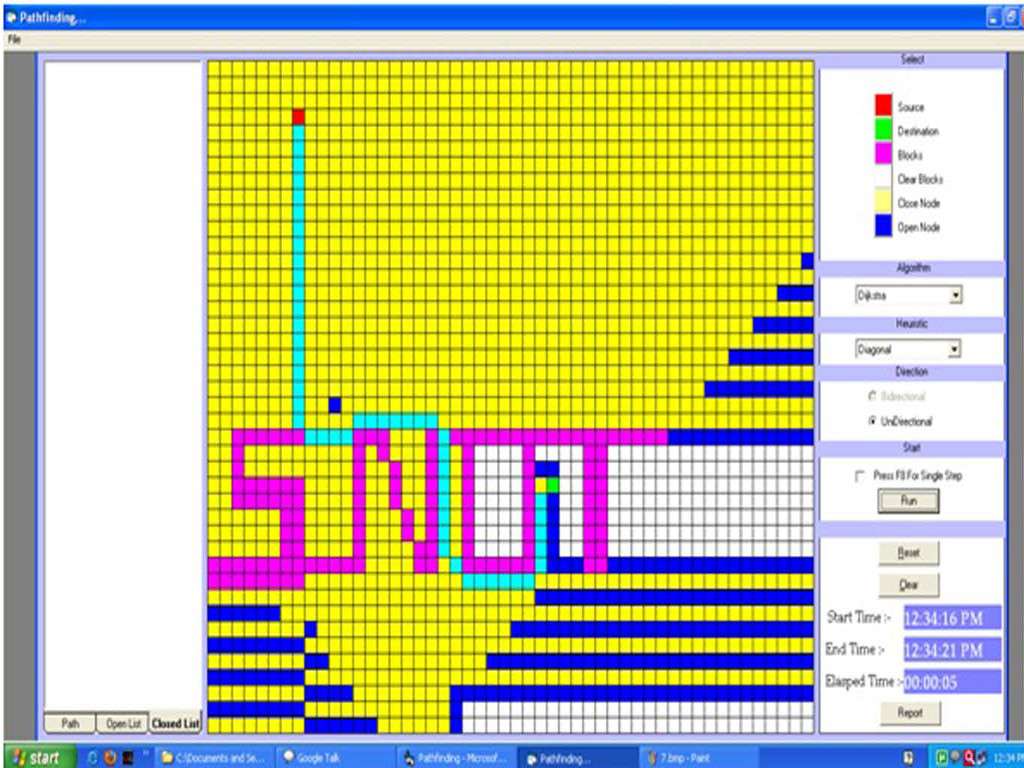 Pathfinding...
File
Select
Source
Destination
Blocks
Clear Blocks
Close Node
Open Node
Algorithm
Dijkstra
Heuristic
Diagonal
Direction
Bidirectional
UniDirectional
Start
Press F8 For Single Step
Run
Reset
Clear
Start Time :- 12:34:16 PM
End Time :- 12:34:21 PM
Elasped Time :- 00:00:05
Report
Path Open List Closed List
start C:\Documents and Se... Google Talk Pathfinding - Microsof... Pathfinding... 7.bmp - Paint 12:34 PM